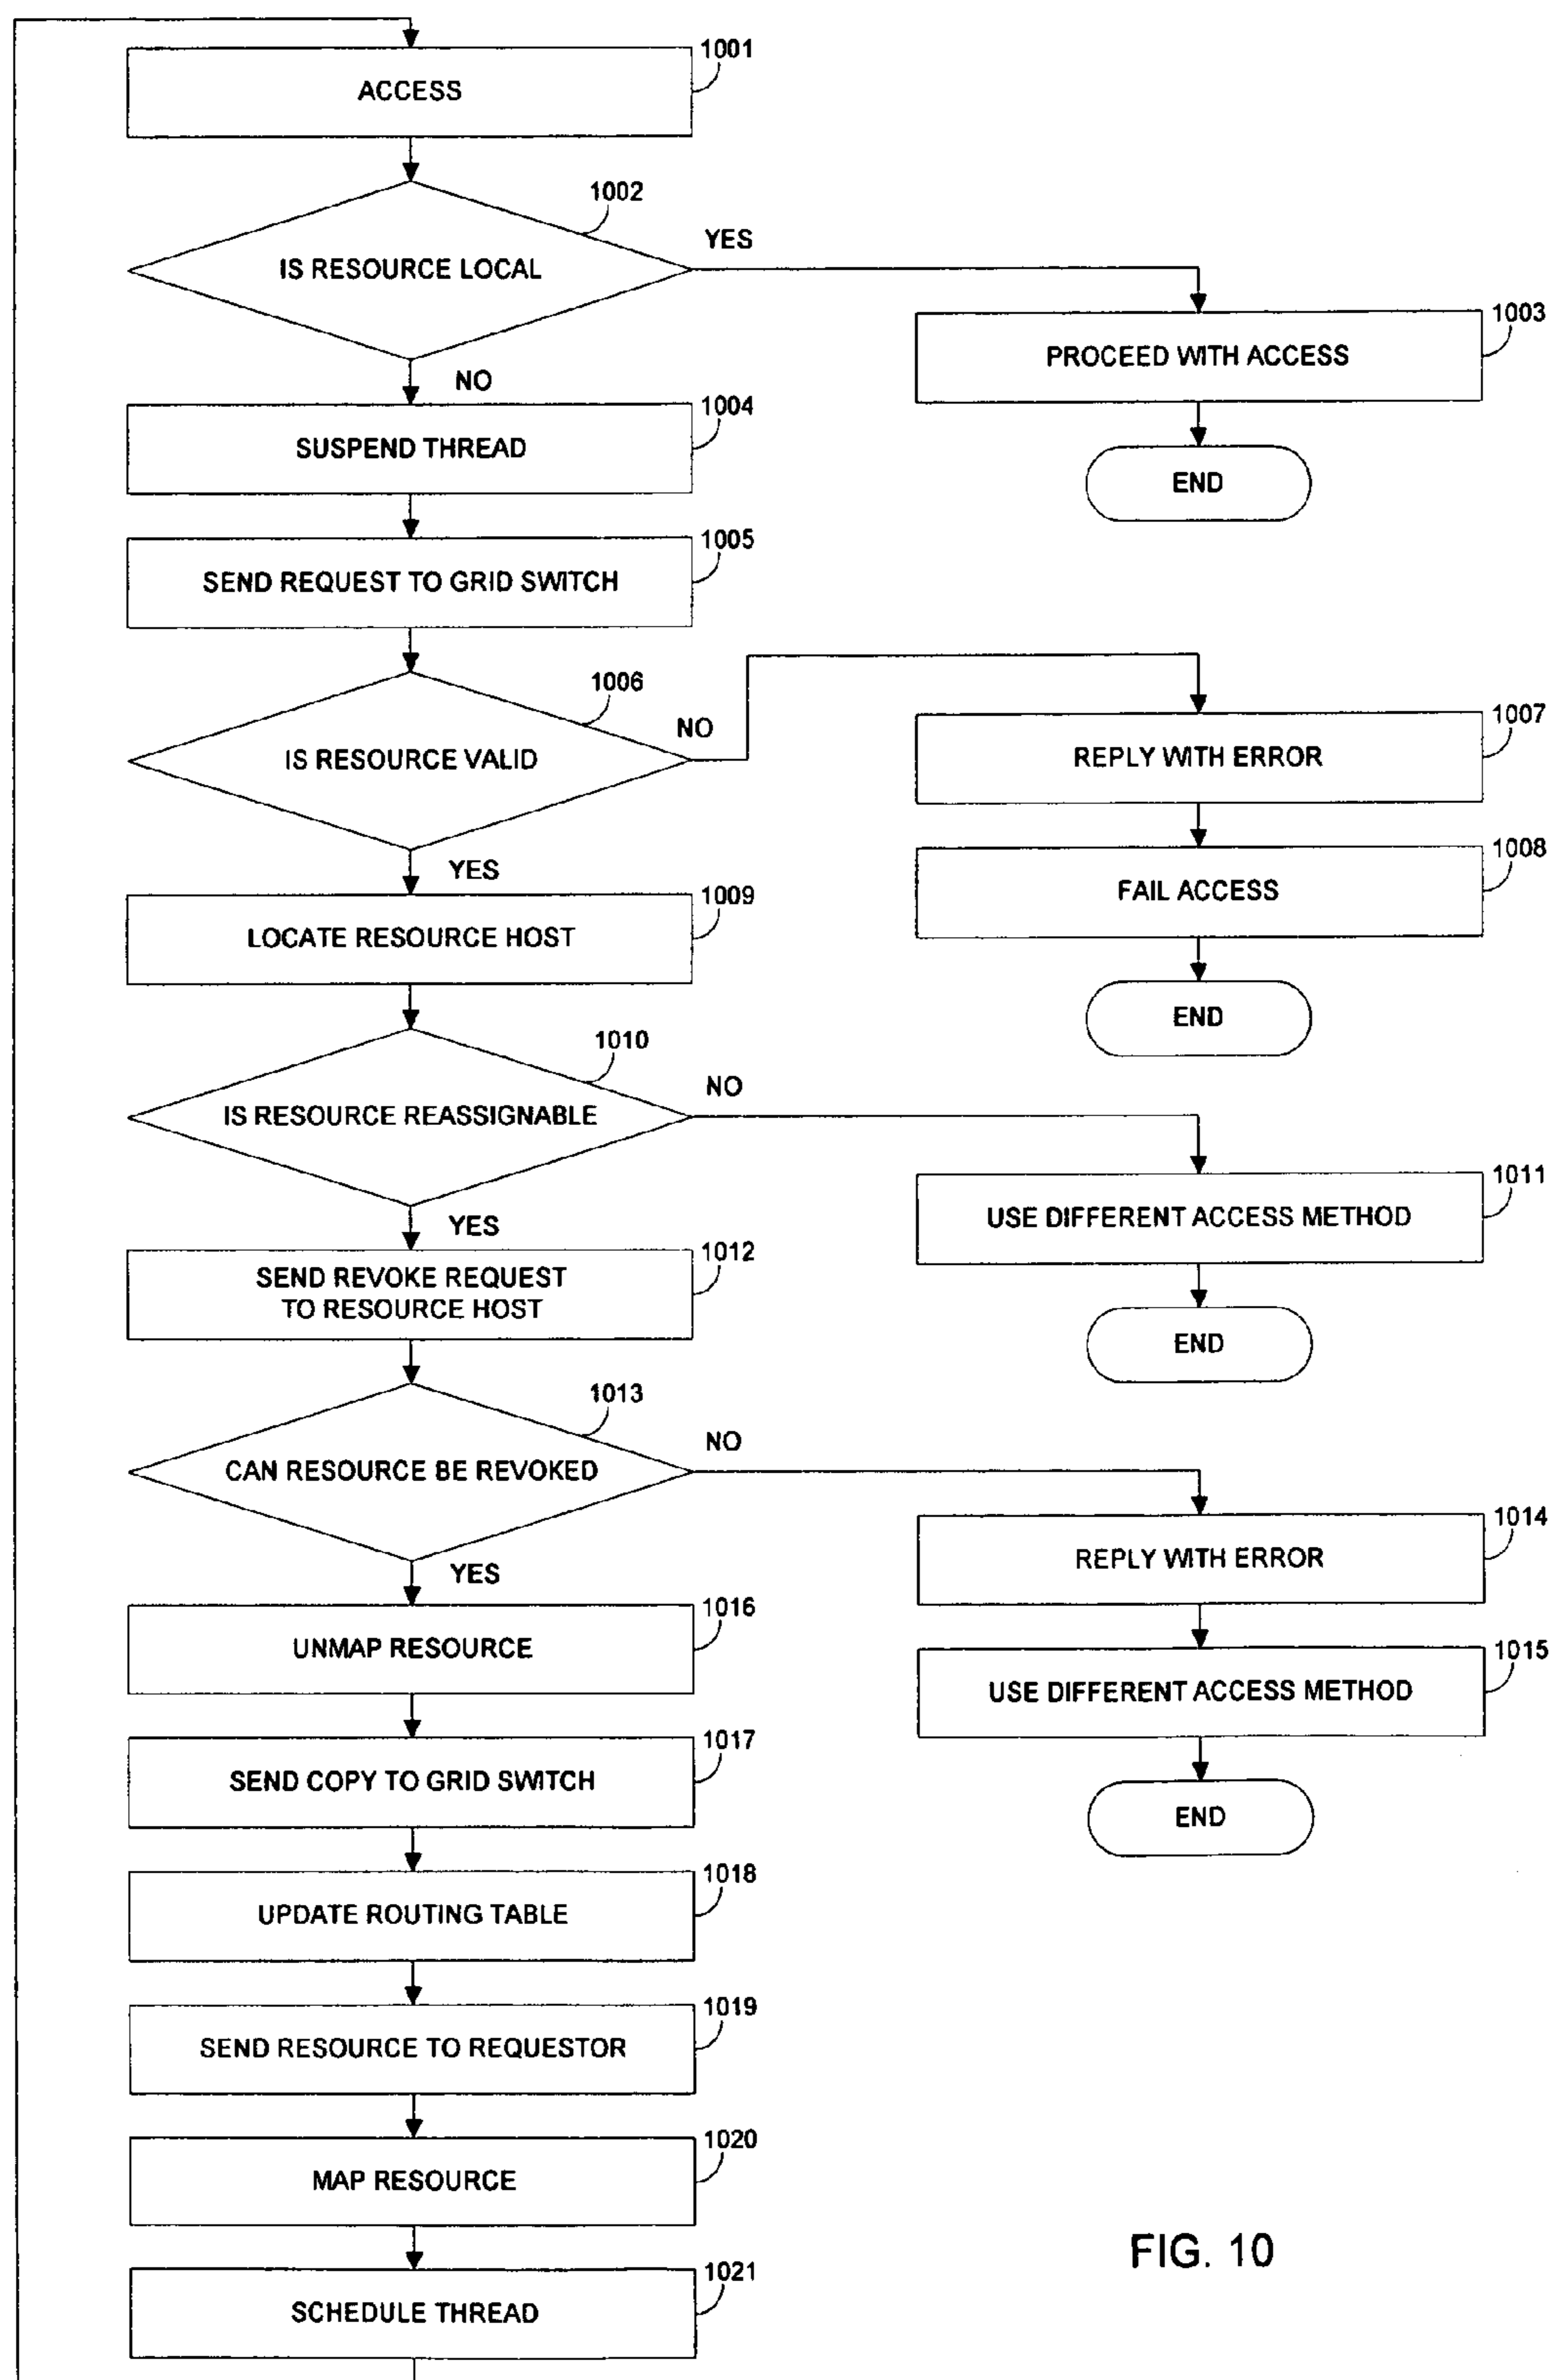 1001
ACCESS
1002
IS RESOURCE LOCAL
YES
1003
PROCEED WITH ACCESS
END
NO
1004
SUSPEND THREAD
1005
SEND REQUEST TO GRID SWITCH
1006
IS RESOURCE VALID
NO
1007
REPLY WITH ERROR
1008
FAIL ACCESS
END
YES
1009
LOCATE RESOURCE HOST
1010
IS RESOURCE REASSIGNABLE
NO
1011
USE DIFFERENT ACCESS METHOD
END
YES
1012
SEND REVOKE REQUEST
TO RESOURCE HOST
1013
CAN RESOURCE BE REVOKED
NO
1014
REPLY WITH ERROR
1015
USE DIFFERENT ACCESS METHOD
END
YES
1016
UNMAP RESOURCE
1017
SEND COPY TO GRID SWITCH
1018
UPDATE ROUTING TABLE
1019
SEND RESOURCE TO REQUESTOR
1020
MAP RESOURCE
1021
SCHEDULE THREAD
FIG. 10